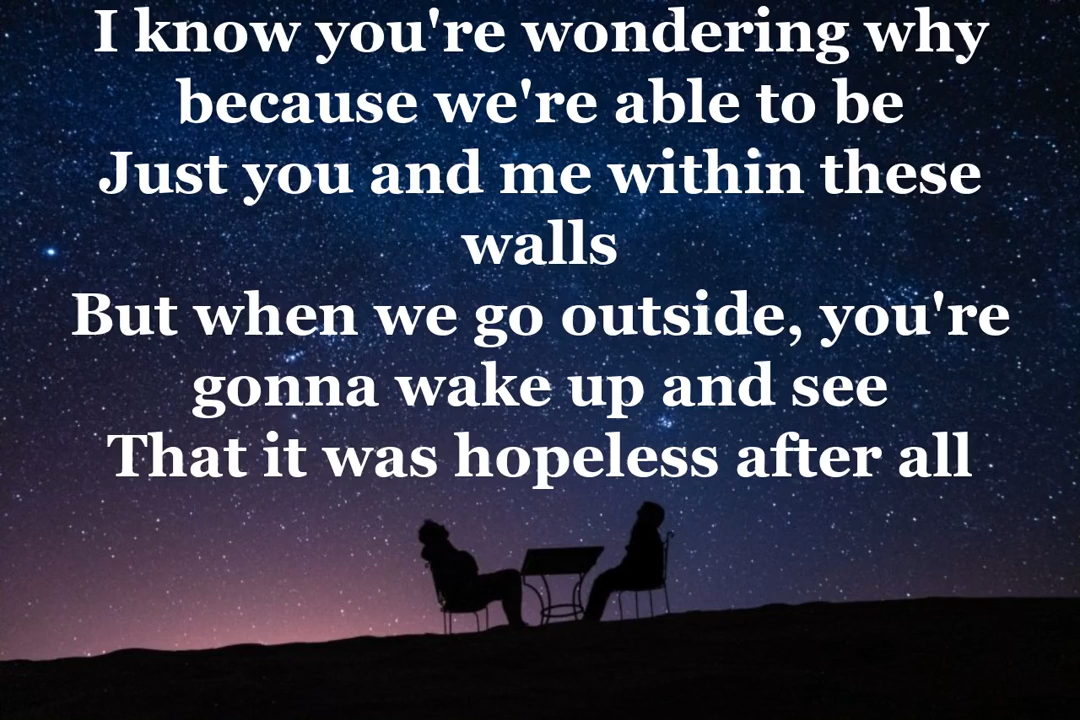 I know you're wondering why
because we're able to be
Just you and me within these
walls
But when we go outside, you're
gonna wake up and see
That it was hopeless after all